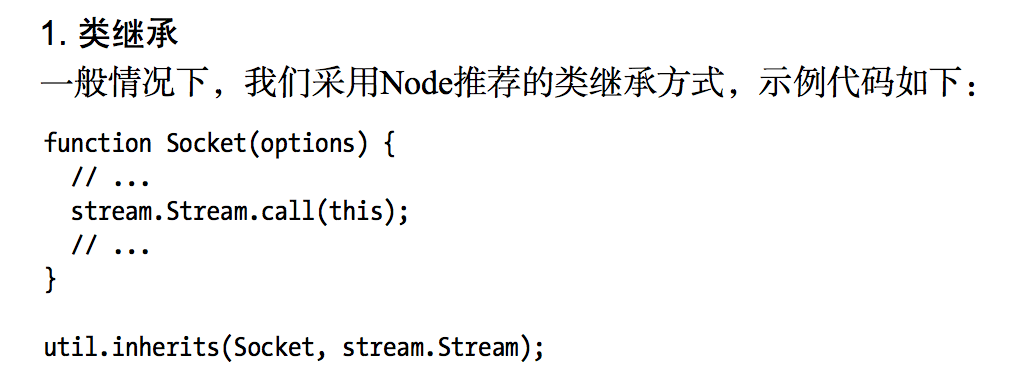 1. 类继承
一般情况下，我们采用Node推荐的类继承方式，示例代码如下：
function Socket(options) {
  // ...
  stream.Stream.call(this);
  // ...
}
util.inherits(Socket, stream.Stream);